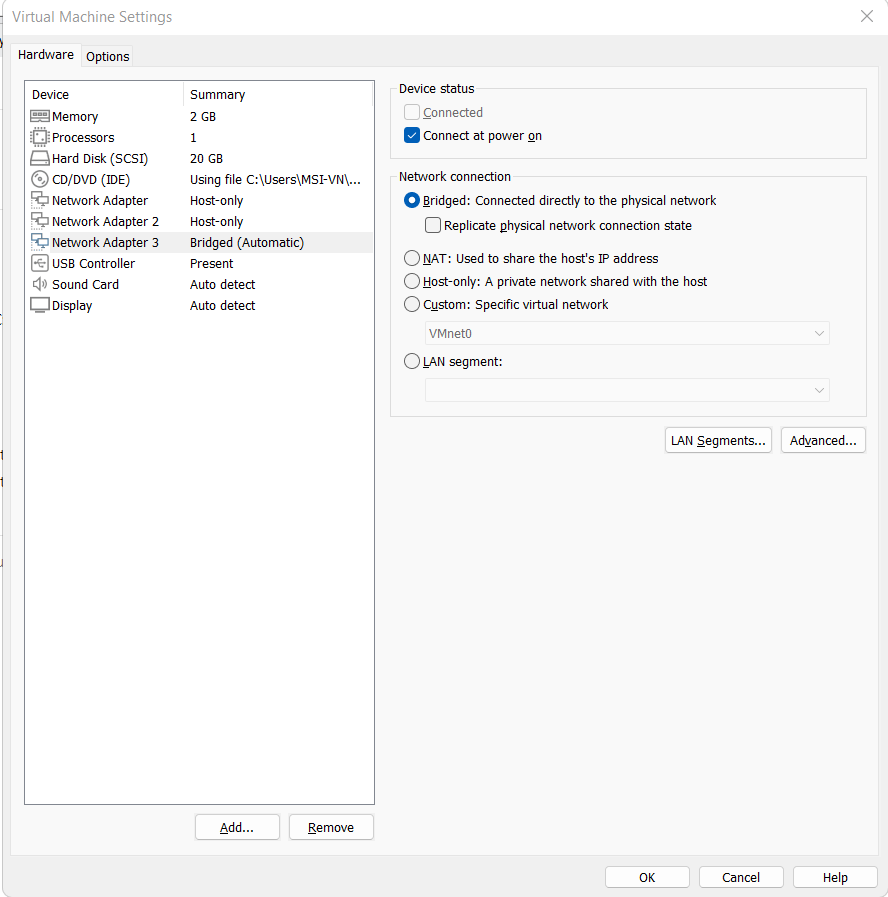 Virtual Machine Settings
Hardware Options
Device Summary
Memory 2 GB
Processors 1
Hard Disk (SCSI) 20 GB
CD/DVD (IDE) Using file C:\Users\MSI-VN\...
Network Adapter Host-only
Network Adapter 2 Host-only
Network Adapter 3 Bridged (Automatic)
USB Controller Present
Sound Card Auto detect
Display Auto detect
Add...
Remove
Device status
Connected
Connect at power on
Network connection
Bridged: Connected directly to the physical network
Replicate physical network connection state
NAT: Used to share the host's IP address
Host-only: A private network shared with the host
Custom: Specific virtual network
VMnet0
LAN segment:
LAN Segments...
Advanced...
OK
Cancel
Help